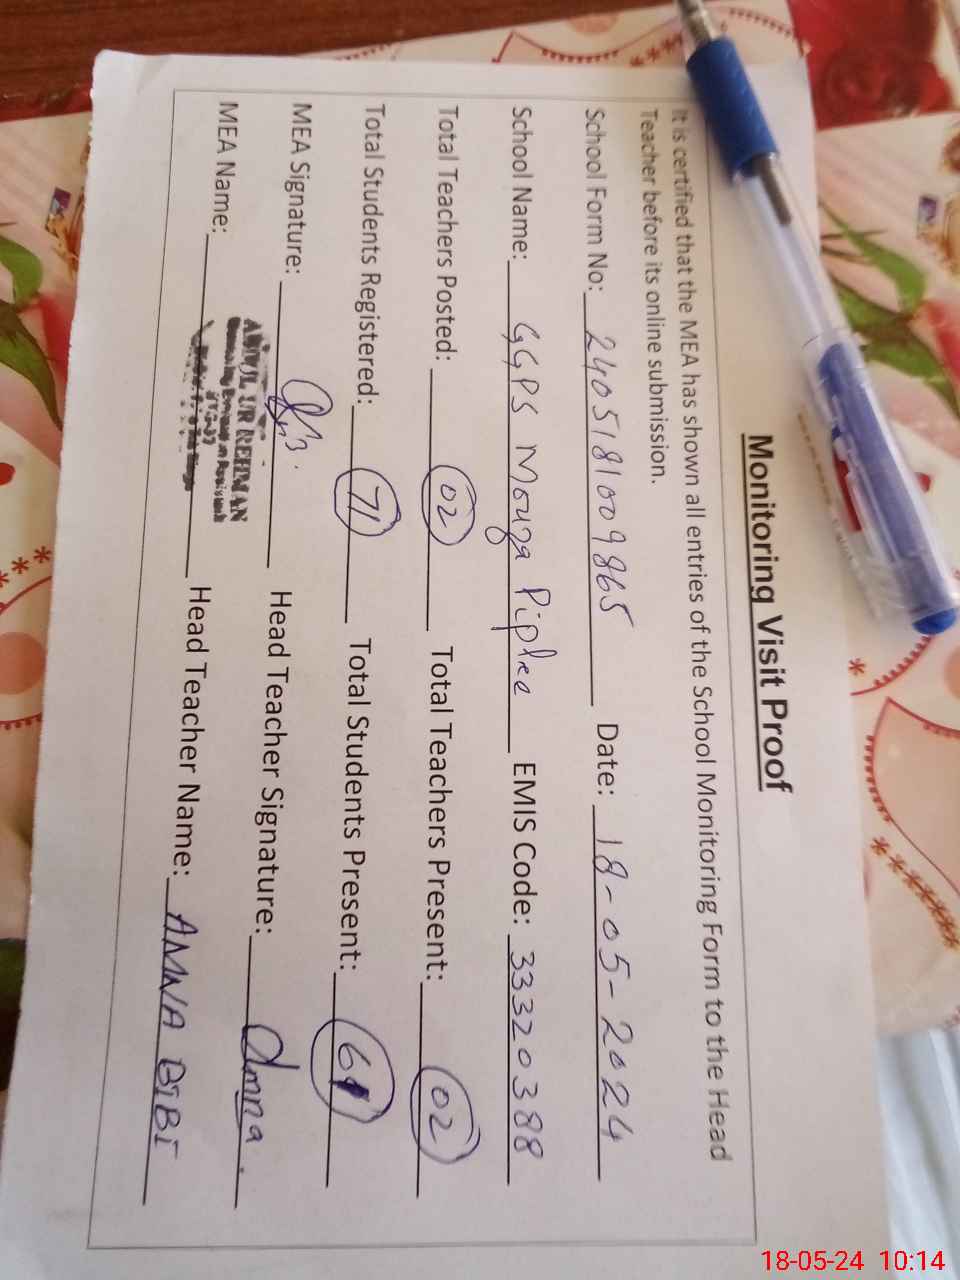 Monitoring Visit Proof
It is certified that the MEA has shown all entries of the School Monitoring Form to the Head
Teacher before its online submission.
School Form No: 2405181009865 Date: 18-05-2024
School Name: GGPS Mouza Piplee EMIS Code: 33320388
Total Teachers Posted: 02 Total Teachers Present: 02
Total Students Registered: 71 Total Students Present: 61
MEA Signature: Head Teacher Signature: Amna.
MEA Name: ABDUL UR REHMAN Head Teacher Name: AMNA BIBI
18-05-24 10:14